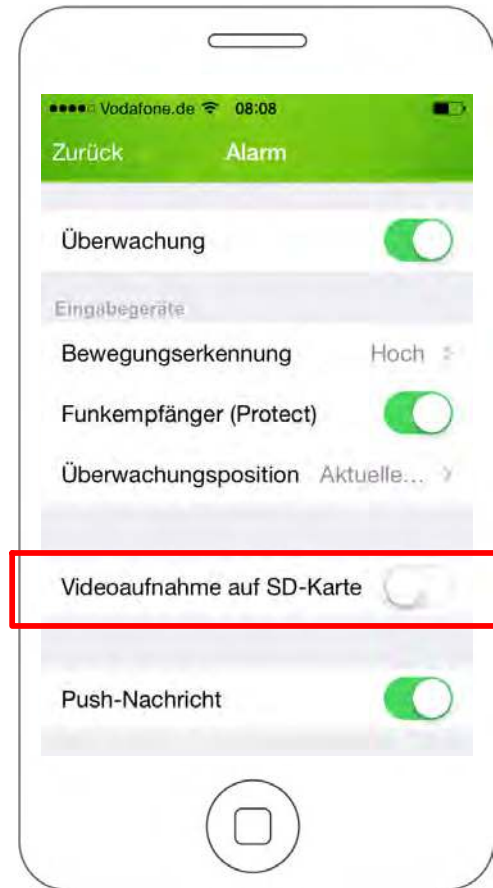 Vodafone.de 08:08
Zurück Alarm
Überwachung
Eingabegeräte
Bewegungserkennung Hoch
Funkempfänger (Protect)
Überwachungsposition Aktuelle...
Videoaufnahme auf SD-Karte
Push-Nachricht